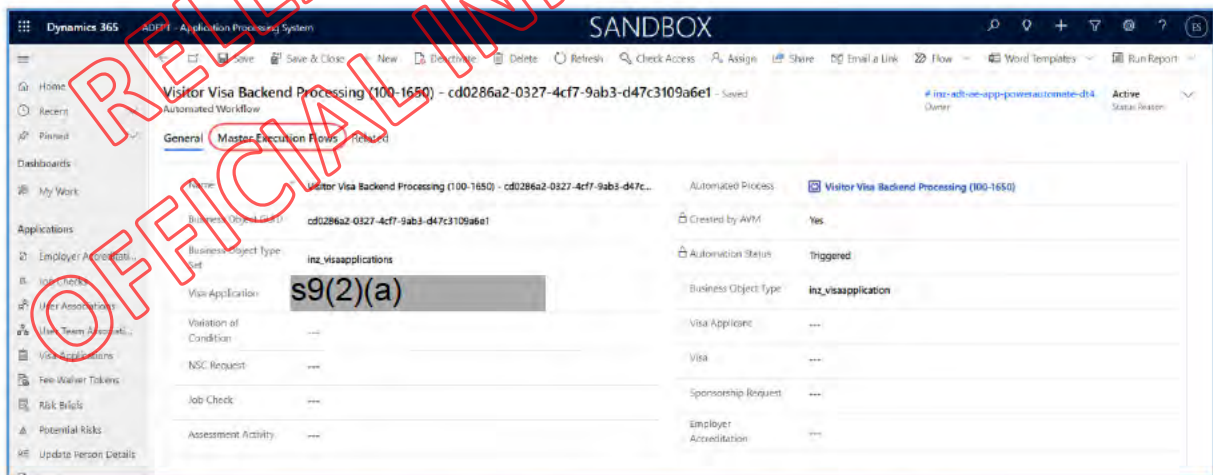 Dynamics 365 ADEPT - Application Processing System SANDBOX ? ES
Save Save & Close New Deactivate Delete Refresh Check Access Assign Share Email a Link Flow Word Templates Run Report
Home
Recent
Pinned
Dashboards
My Work
Applications
Employer Accreditati...
Job Checks
User Associations
User Team Associati...
Visa Applications
Fee Waiver Tokens
Risk Briefs
Potential Risks
Update Person Details
Visitor Visa Backend Processing (100-1650) - cd0286a2-0327-4cf7-9ab3-d47c3109a6e1 - Saved
Automated Workflow
# inz-adt-ae-app-powerautomate-dt4
Owner
Active
Status Reason
General Master Execution Flows Related
Name Visitor Visa Backend Processing (100-1650) - cd0286a2-0327-4cf7-9ab3-d47c...
Business Object GUID cd0286a2-0327-4cf7-9ab3-d47c3109a6e1
Business Object Type Set inz_visaapplications
Visa Application s9(2)(a)
Variation of Condition ---
NSC Request ---
Job Check ---
Assessment Activity ---
Automated Process Visitor Visa Backend Processing (100-1650)
Created by AVM Yes
Automation Status Triggered
Business Object Type inz_visaapplication
Visa Applicant ---
Visa ---
Sponsorship Request ---
Employer Accreditation ---
OFFICIAL IN